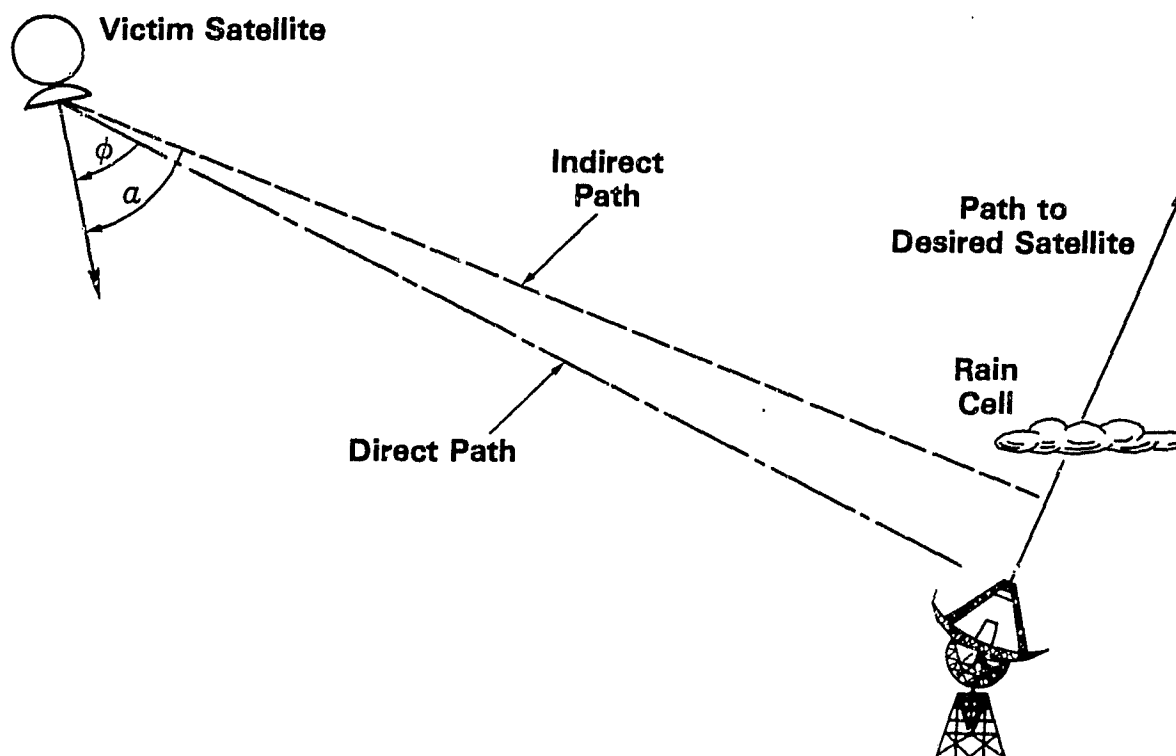 Victim Satellite
ϕ
α
Indirect
Path
Path to
Desired Satellite
Rain
Cell
Direct Path